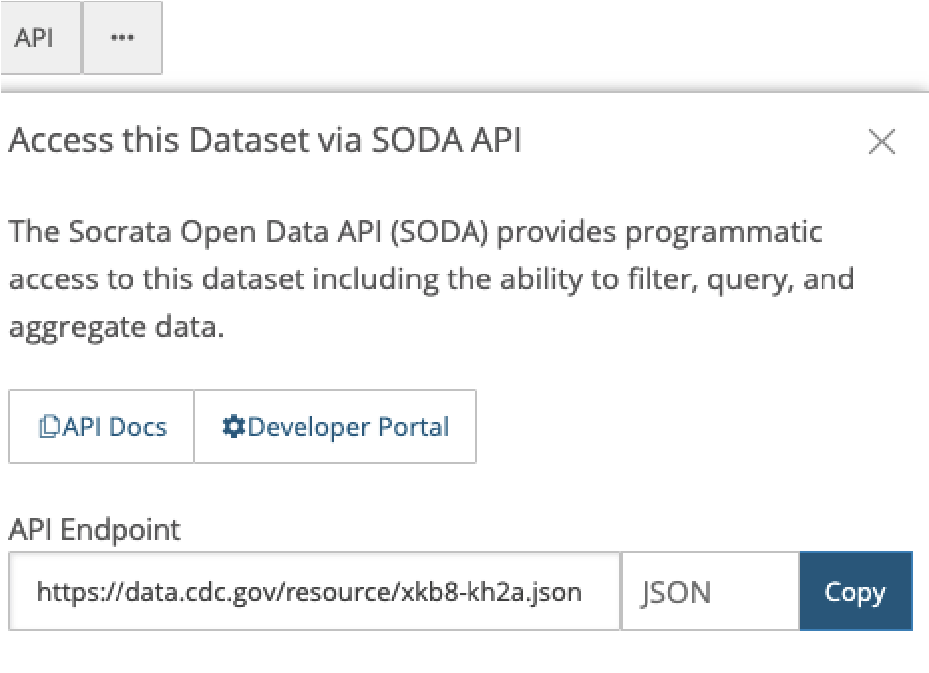 API ...
Access this Dataset via SODA API
The Socrata Open Data API (SODA) provides programmatic
access to this dataset including the ability to filter, query, and
aggregate data.
API Docs Developer Portal
API Endpoint
https://data.cdc.gov/resource/xkb8-kh2a.json JSON Copy